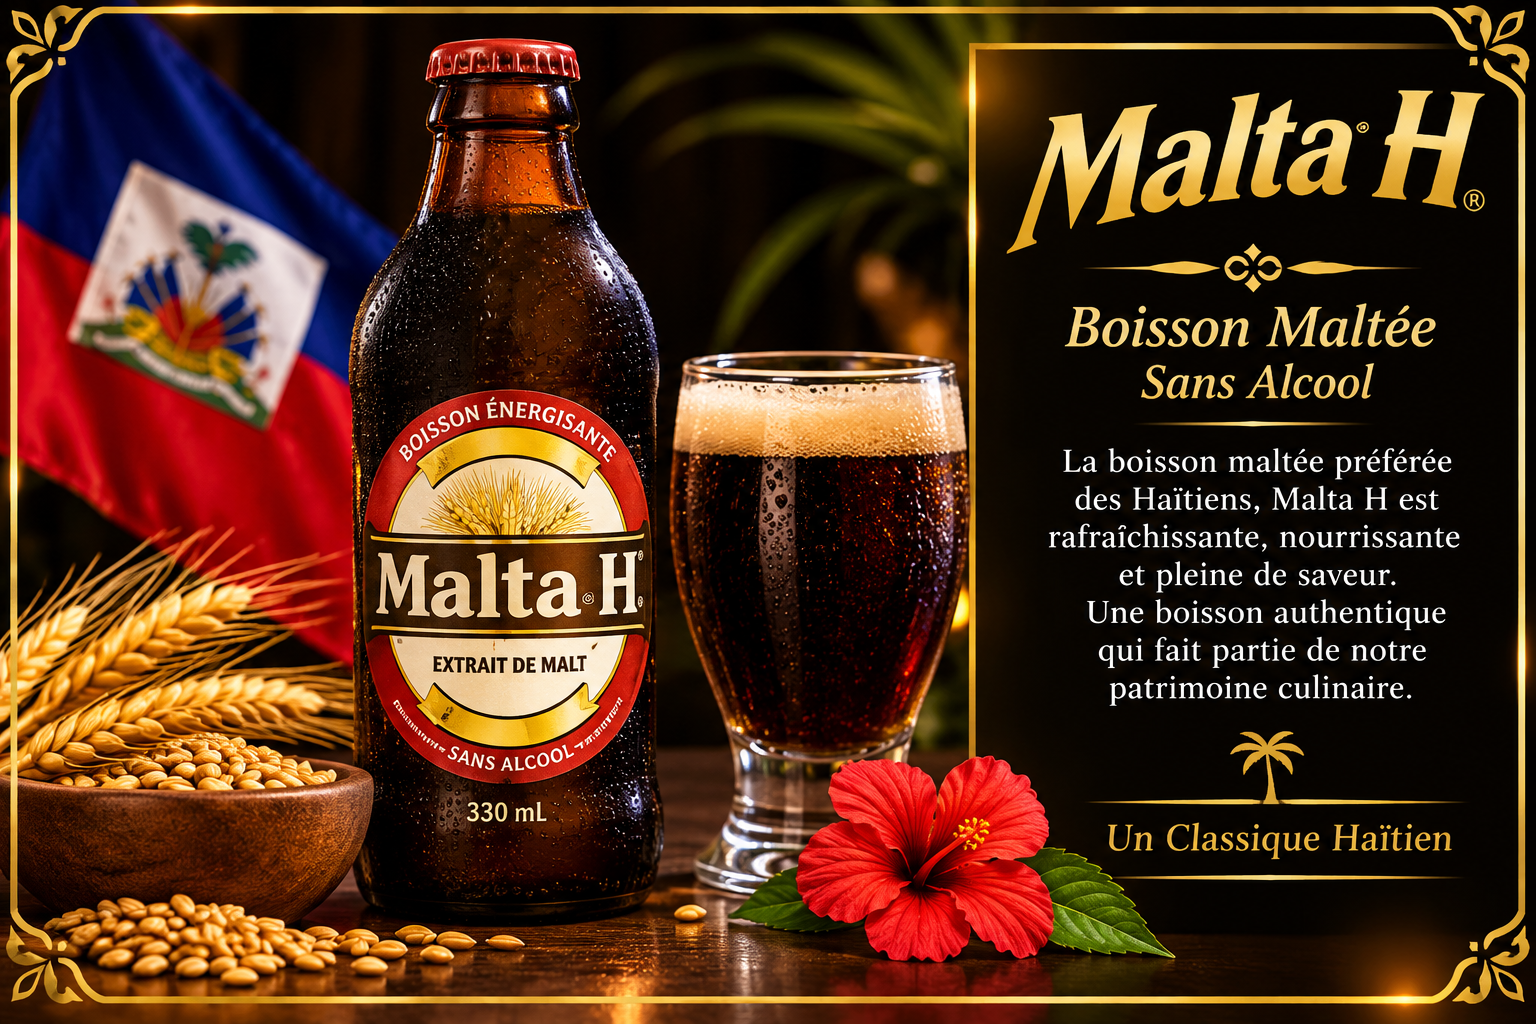 BOISSON ÉNERGISANTE
Malta H
EXTRAIT DE MALT
SANS ALCOOL
330 mL
Malta H®
Boisson Maltée
Sans Alcool
La boisson maltée préférée
des Haïtiens, Malta H est
rafraîchissante, nourrissante
et pleine de saveur.
Une boisson authentique
qui fait partie de notre
patrimoine culinaire.
Un Classique Haïtien